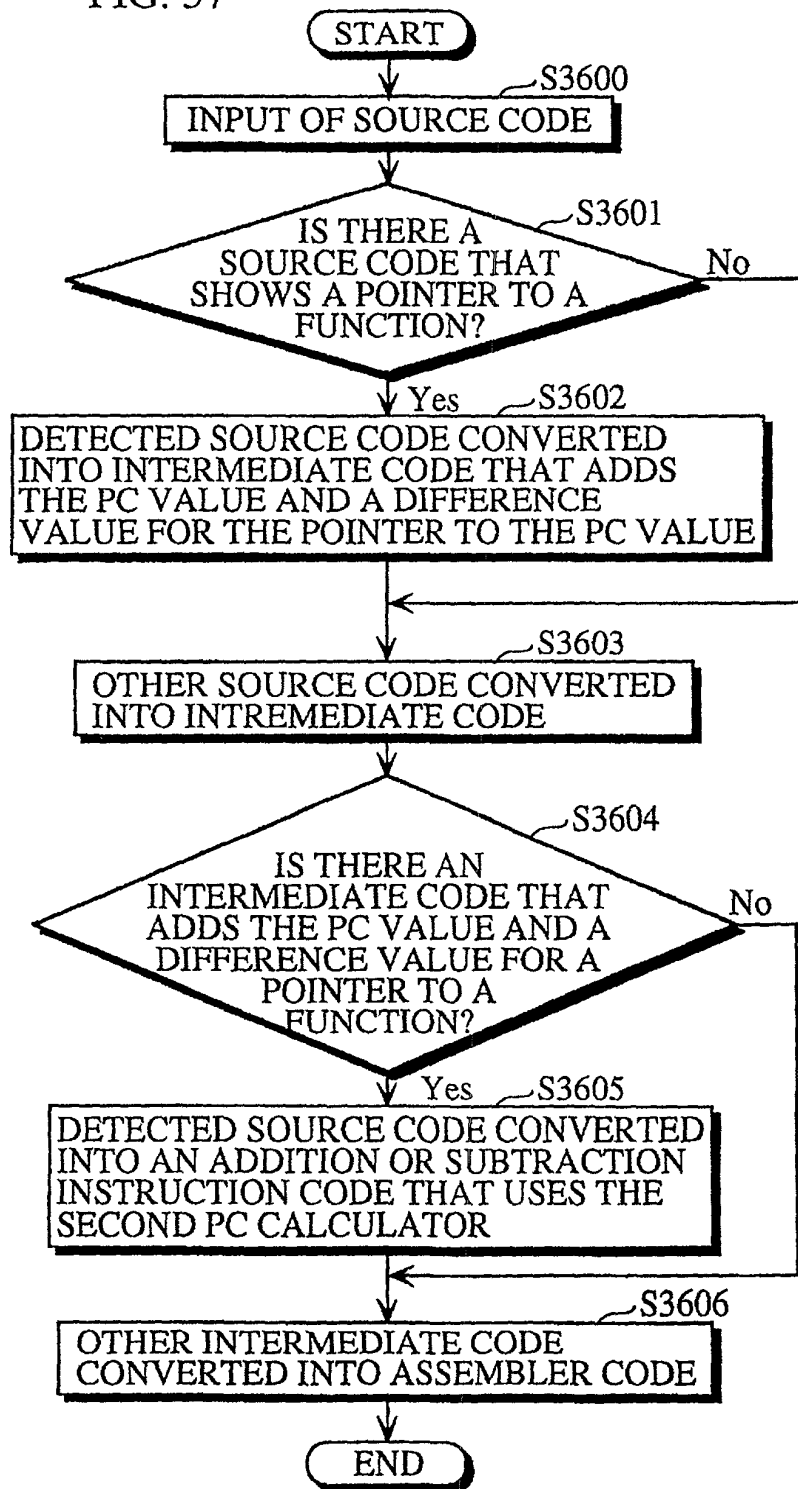 FIG. 37
START
S3600
INPUT OF SOURCE CODE
S3601
IS THERE A
SOURCE CODE THAT
SHOWS A POINTER TO A
FUNCTION?
No
Yes
S3602
DETECTED SOURCE CODE CONVERTED
INTO INTERMEDIATE CODE THAT ADDS
THE PC VALUE AND A DIFFERENCE
VALUE FOR THE POINTER TO THE PC VALUE
S3603
OTHER SOURCE CODE CONVERTED
INTO INTREMEDIATE CODE
S3604
IS THERE AN
INTERMEDIATE CODE THAT
ADDS THE PC VALUE AND A
DIFFERENCE VALUE FOR A
POINTER TO A
FUNCTION?
No
Yes
S3605
DETECTED SOURCE CODE CONVERTED
INTO AN ADDITION OR SUBTRACTION
INSTRUCTION CODE THAT USES THE
SECOND PC CALCULATOR
S3606
OTHER INTERMEDIATE CODE
CONVERTED INTO ASSEMBLER CODE
END